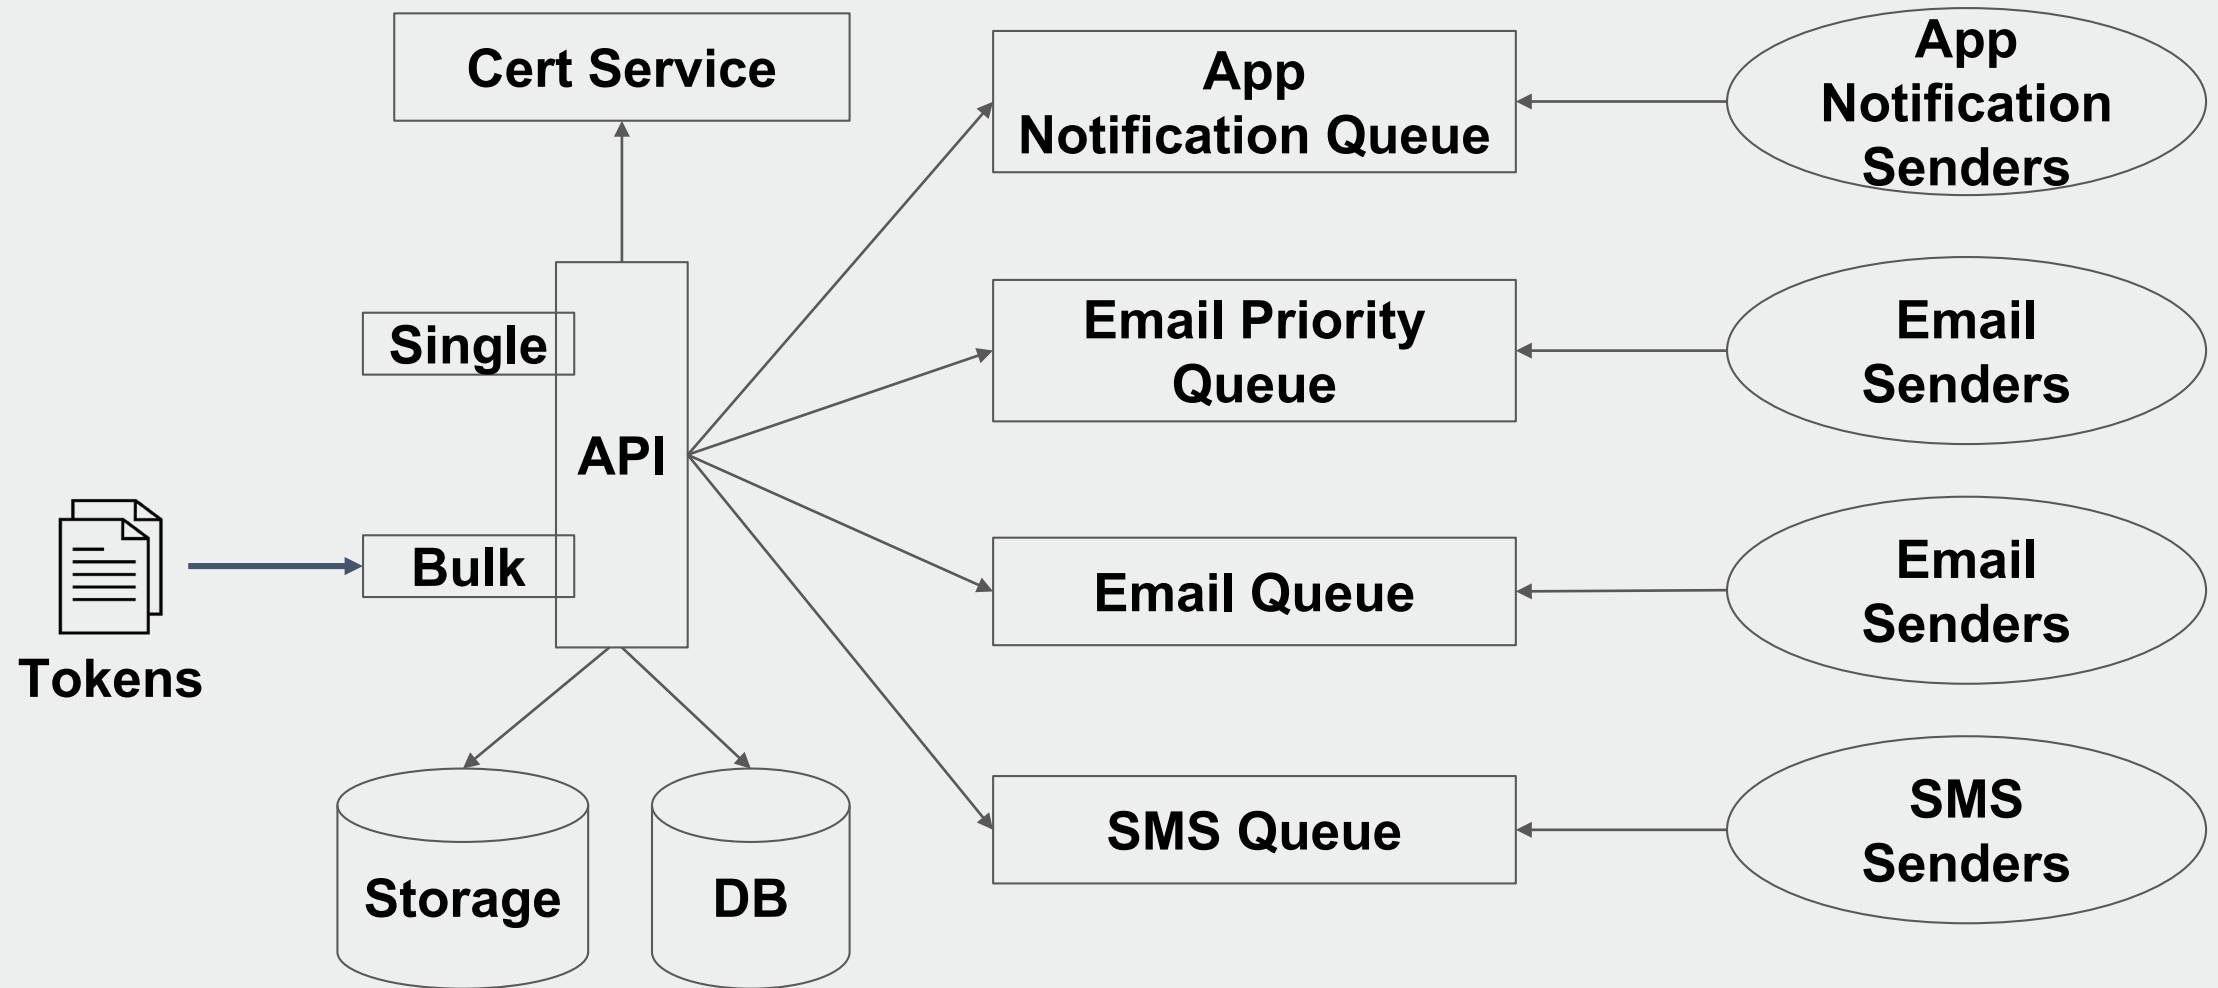 Cert Service
Single
API
Bulk
Tokens
Storage
DB
App
Notification Queue
Email Priority
Queue
Email Queue
SMS Queue
App
Notification
Senders
Email
Senders
Email
Senders
SMS
Senders